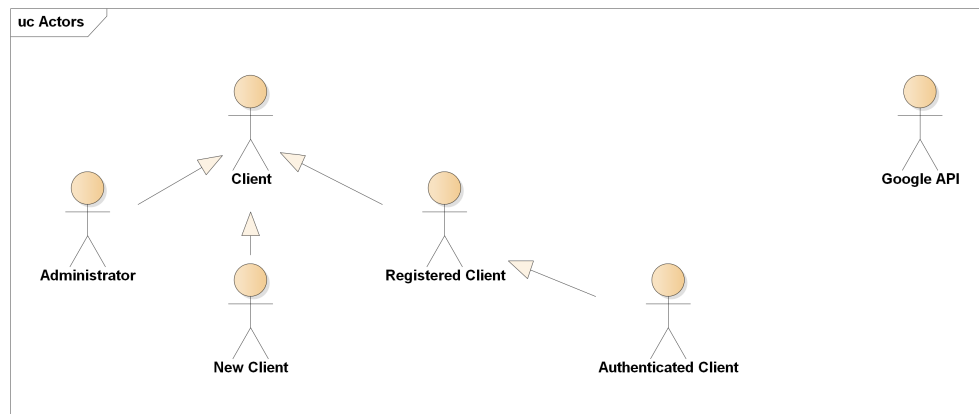 uc Actors
Client
Google API
Administrator
Registered Client
New Client
Authenticated Client